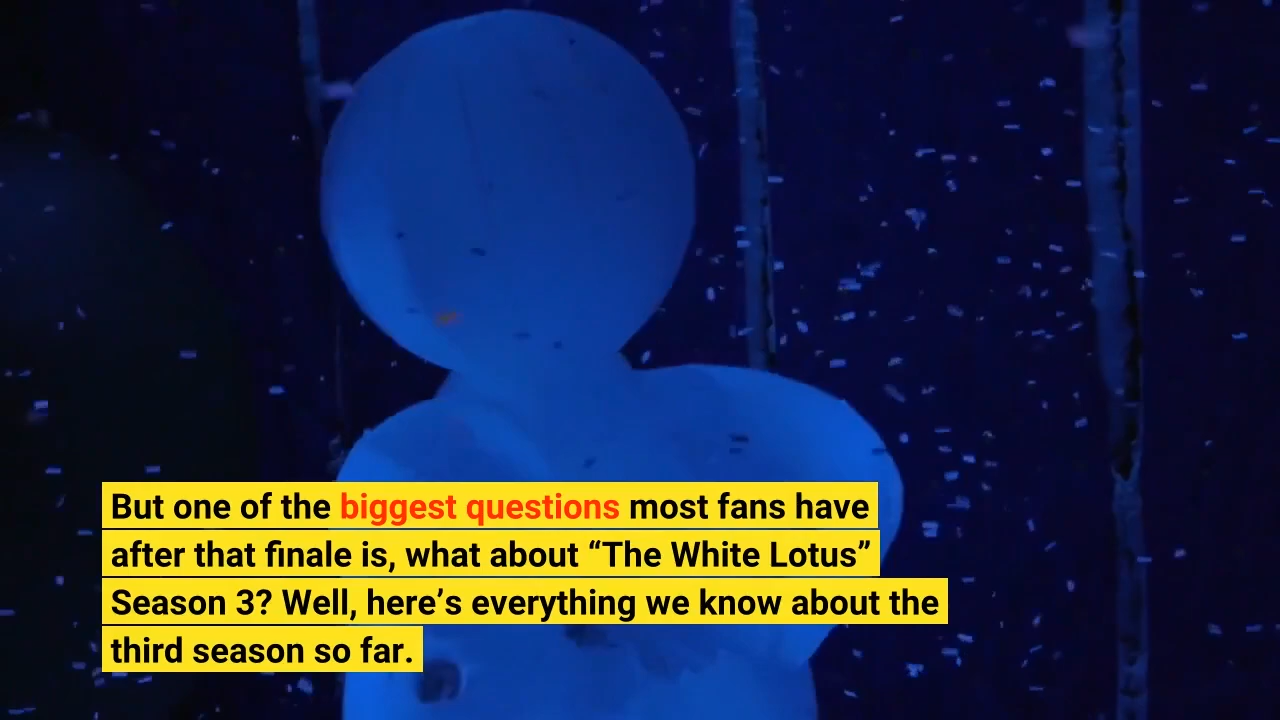 But one of the biggest questions most fans have
after that finale is, what about “The White Lotus”
Season 3? Well, here’s everything we know about the
third season so far.